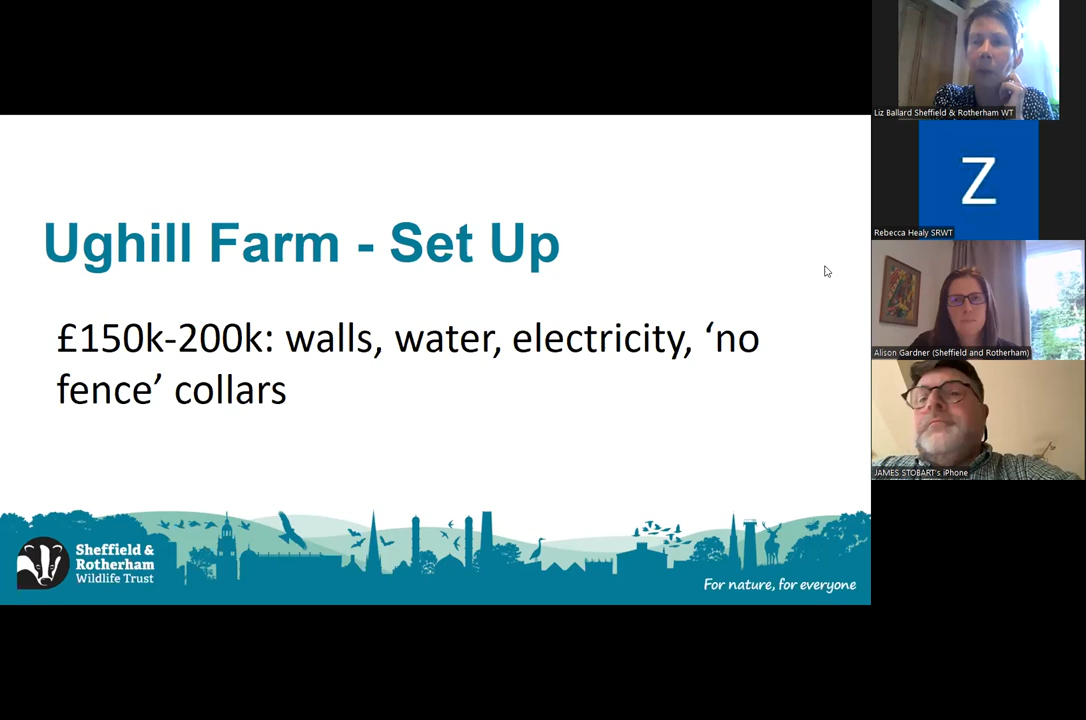 Liz Ballard Sheffield & Rotherham WT
Z
Rebecca Healy SRWT
Alison Gardner (Sheffield and Rotherham)
JAMES STOBART's iPhone
Ughill Farm - Set Up
£150k-200k: walls, water, electricity, ‘no
fence’ collars
Sheffield &
Rotherham
Wildlife Trust
For nature, for everyone